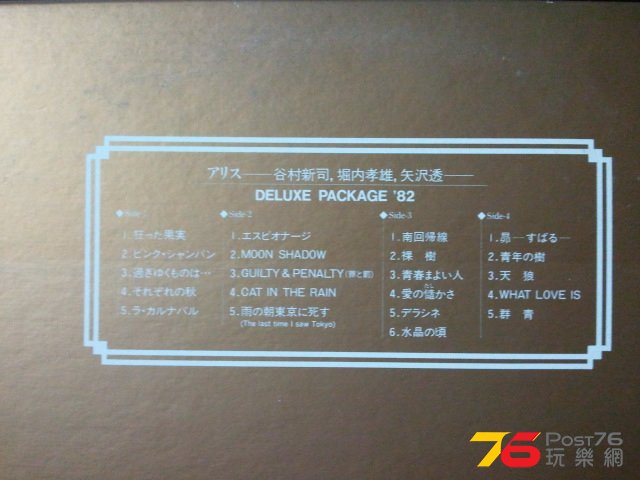 アリス──谷村新司, 堀内孝雄, 矢沢透──
DELUXE PACKAGE '82
◆Side-1
1. 狂った果実
2. ピンク・シャンパン
3. 過ぎゆくものは…
4. それぞれの秋
5. ラ・カルナバル
◆Side-2
1. エスピオナージ
2. MOON SHADOW
3. GUILTY & PENALTY (罪と罰)
4. CAT IN THE RAIN
5. 雨の朝東京に死す
(The last time I saw Tokyo)
◆Side-3
1. 南回帰線
2. 裸樹
3. 青春まよい人
4. 愛の儲かさ
5. デラシネ
6. 水晶の頃
◆Side-4
1. 昴─すばる─
2. 青年の樹
3. 天狼
4. WHAT LOVE IS
5. 群青
76 Post76
玩樂網